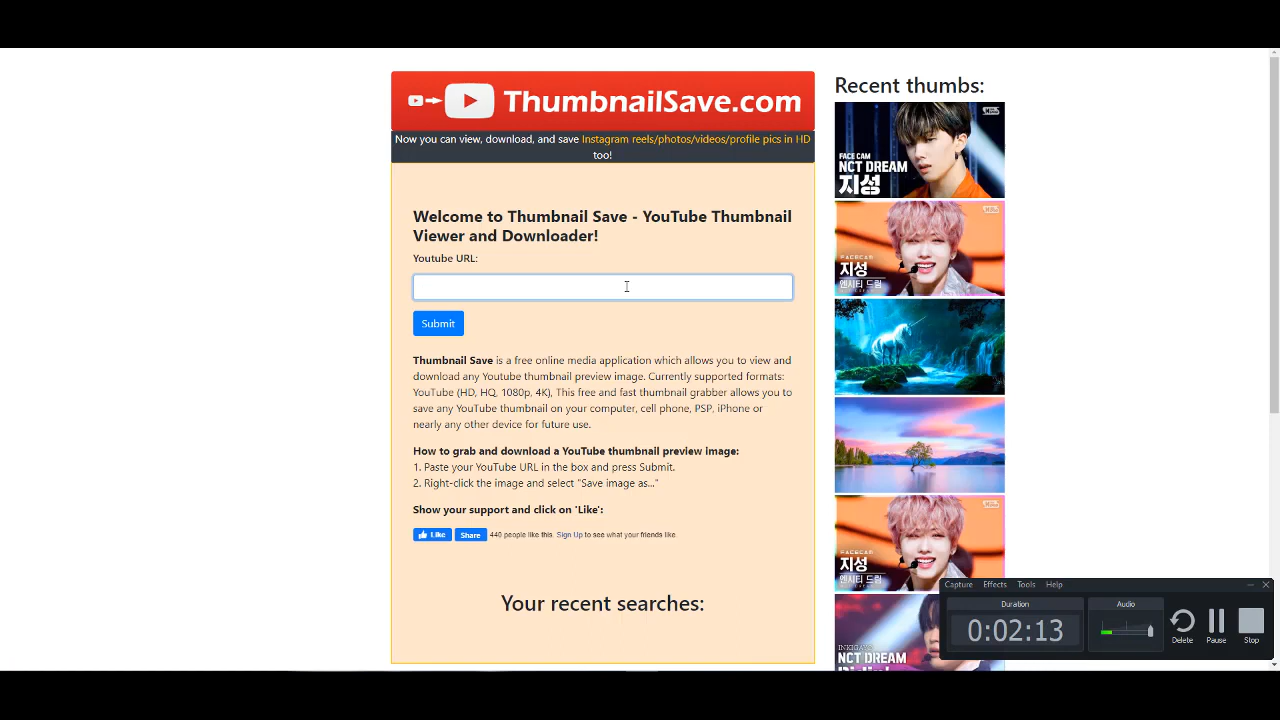 ThumbnailSave.com
Now you can view, download, and save Instagram reels/photos/videos/profile pics in HD
too!
Welcome to Thumbnail Save - YouTube Thumbnail
Viewer and Downloader!
Youtube URL:
Submit
Thumbnail Save is a free online media application which allows you to view and
download any Youtube thumbnail preview image. Currently supported formats:
YouTube (HD, HQ, 1080p, 4K), This free and fast thumbnail grabber allows you to
save any YouTube thumbnail on your computer, cell phone, PSP, iPhone or
nearly any other device for future use.
How to grab and download a YouTube thumbnail preview image:
1. Paste your YouTube URL in the box and press Submit.
2. Right-click the image and select "Save image as..."
Show your support and click on 'Like':
Like Share 440 people like this. Sign Up to see what your friends like.
Your recent searches:
Recent thumbs:
FACE CAM
NCT DREAM
지성
FACECAM
지성
엔시티 드림
FACECAM
지성
엔시티 드림
INKIGAYO
NCT DREAM
Capture Effects Tools Help
Duration
0:02:13
Audio
Delete
Pause
Stop